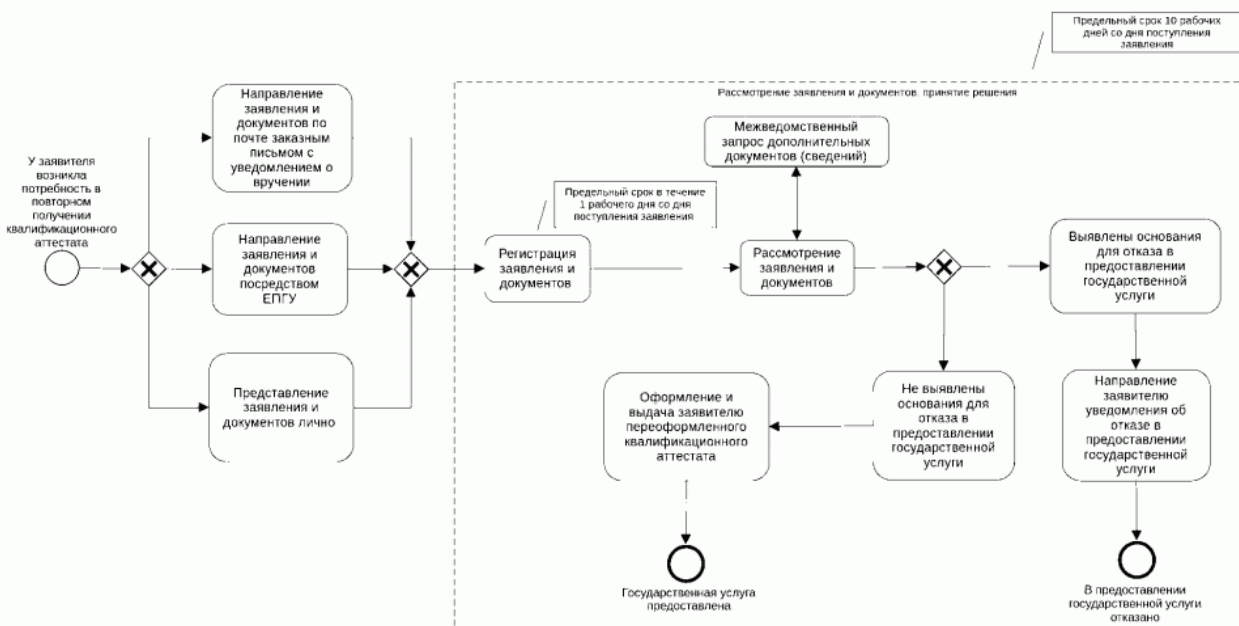 Предельный срок 10 рабочих
дней со дня поступления
заявления
Рассмотрение заявления и документов принятие решения
Направление
заявления и
документов по
почте заказным
письмом с
уведомлением о
вручении
Межведомственный
запрос дополнительных
документов (сведений)
У заявителя
возникла
потребность в
повторном
получении
квалификационного
аттестата
Предельный срок в течение
1 рабочего дня со дня
поступления заявления
Направление
заявления и
документов
посредством
ЕПГУ
Регистрация
заявления и
документов
Рассмотрение
заявления и
документов
Выявлены основания
для отказа в
предоставлении
государственной
услуги
Представление
заявления и
документов лично
Оформление и
выдача заявителю
переоформленного
квалификационного
аттестата
Не выявлены
основания для
отказа в
предоставлении
государственной
услуги
Направление
заявителю
уведомления об
отказе в
предоставлении
государственной
услуги
Государственная услуга
предоставлена
В предоставлении
государственной услуги
отказано